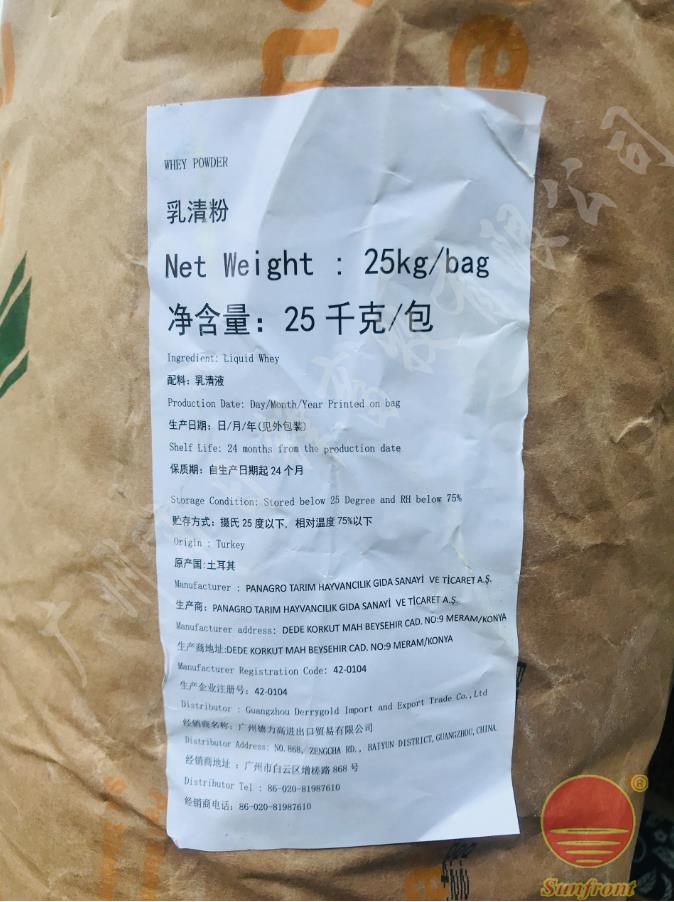 WHEY POWDER
乳清粉
Net Weight : 25kg/bag
净含量: 25 千克/包
Ingredient: Liquid Whey
配料: 乳清液
Production Date: Day/Month/Year Printed on bag
生产日期: 日/月/年(见外包装)
Shelf Life: 24 months from the production date
保质期: 自生产日期起 24 个月
Storage Condition: Stored below 25 Degree and RH below 75%
贮存方式: 摄氏 25 度以下, 相对温度 75%以下
Origin : Turkey
原产国:土耳其
Manufacturer : PANAGRO TARIM HAYVANCILIK GIDA SANAYİ VE TİCARET A.Ş.
生产商: PANAGRO TARIM HAYVANCILIK GIDA SANAYİ VE TİCARET A.Ş.
Manufacturer address: DEDE KORKUT MAH BEYSEHIR CAD. NO:9 MERAM/KONYA
生产商地址:DEDE KORKUT MAH BEYSEHIR CAD. NO:9 MERAM/KONYA
Manufacturer Registration Code: 42-0104
生产企业注册号: 42-0104
Distributor : Guangzhou Derrygold Import and Export Trade Co.,Ltd
经销商名称: 广州德力高进出口贸易有限公司
Distributor Address: NO.868, ZENGCHA RD., BAIYUN DISTRICT,GUANGZHOU,CHINA.
经销商地址 : 广州市白云区增槎路 868 号
Distributor Tel : 86-020-81987610
经销商电话: 86-020-81987610
®
Sunfront